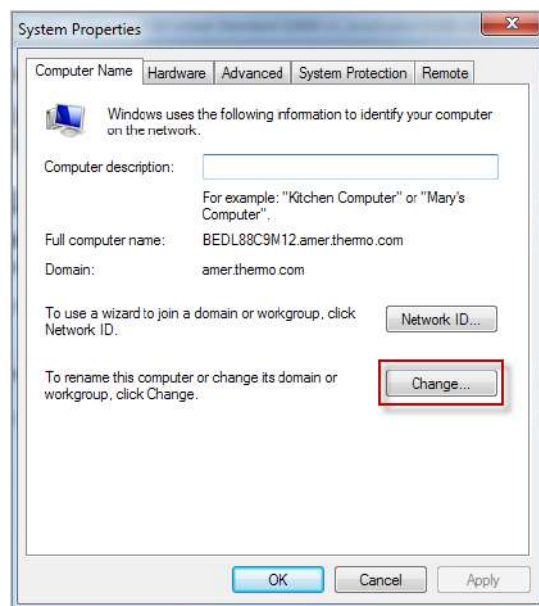 System Properties
Computer Name
Hardware
Advanced
System Protection
Remote
Windows uses the following information to identify your computer
on the network.
Computer description:
For example: "Kitchen Computer" or "Mary's
Computer".
Full computer name:
BEDL88C9M12.amer.thermo.com
Domain:
amer.thermo.com
To use a wizard to join a domain or workgroup, click
Network ID.
Network ID...
To rename this computer or change its domain or
workgroup, click Change.
Change...
OK
Cancel
Apply